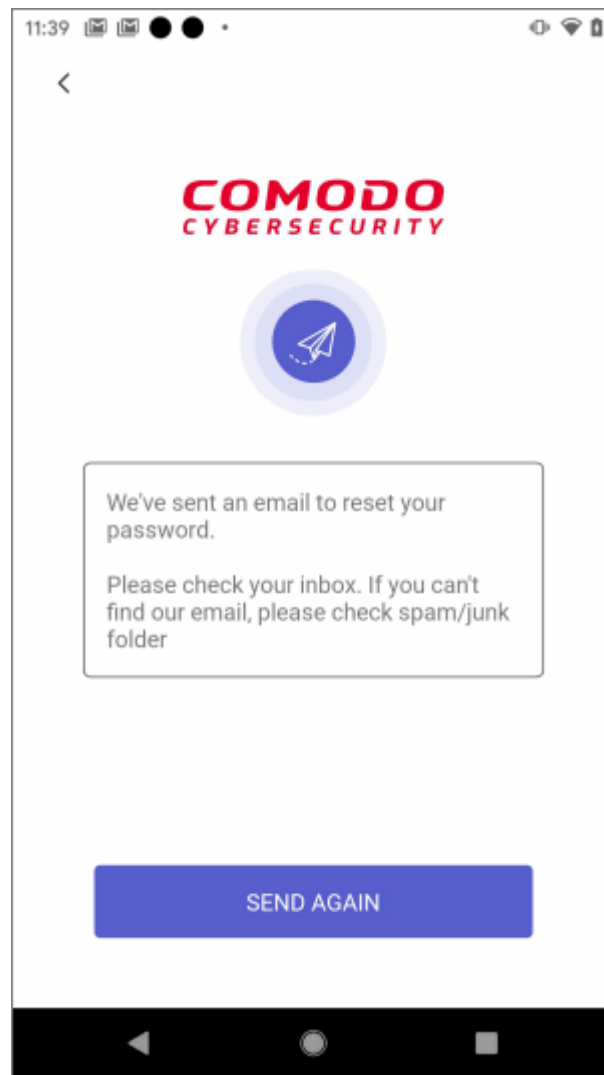 11:39
COMODO
CYBERSECURITY
We've sent an email to reset your
password.
Please check your inbox. If you can't
find our email, please check spam/junk
folder
SEND AGAIN